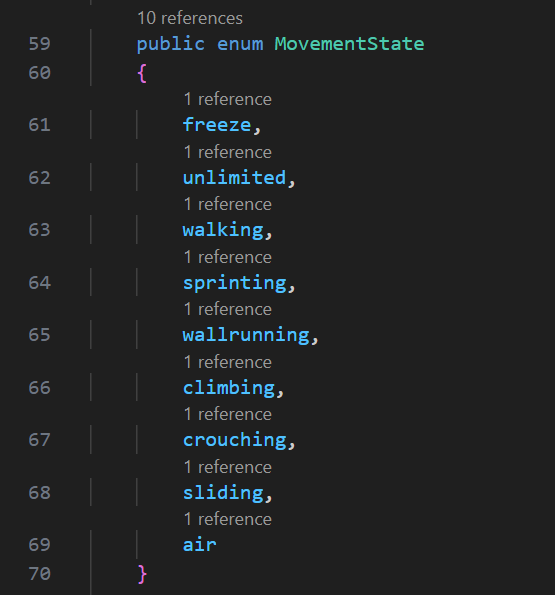 10 references
59 public enum MovementState
60 {
1 reference
61 freeze,
1 reference
62 unlimited,
1 reference
63 walking,
1 reference
64 sprinting,
1 reference
65 wallrunning,
1 reference
66 climbing,
1 reference
67 crouching,
1 reference
68 sliding,
1 reference
69 air
70 }